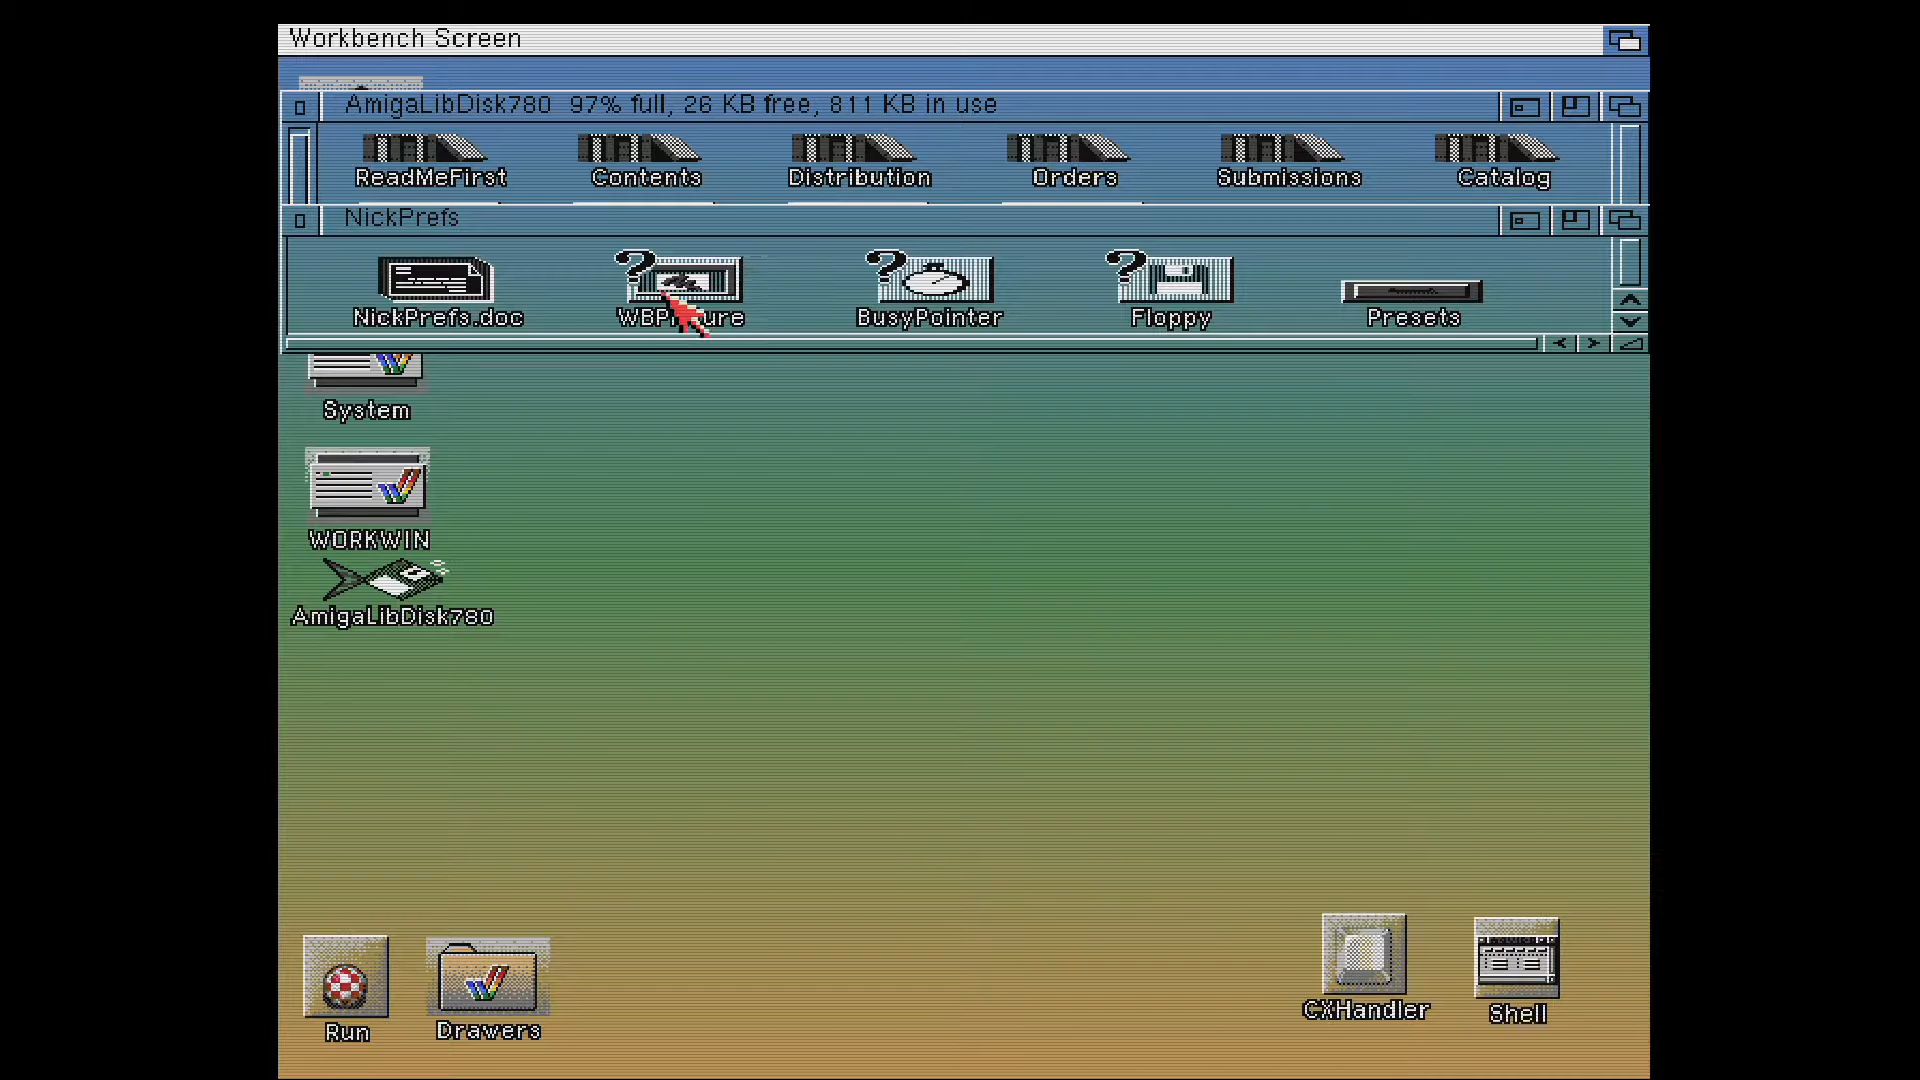 Workbench Screen
AmigaLibDisk780 97% full, 26 KB free, 811 KB in use
ReadMeFirst Contents Distribution Orders Submissions Catalog
NickPrefs
NickPrefs.doc BusyPointer Floppy Presets
System
WORKWIN
AmigaLibDisk780
CXHandler Shell
Run Drawers